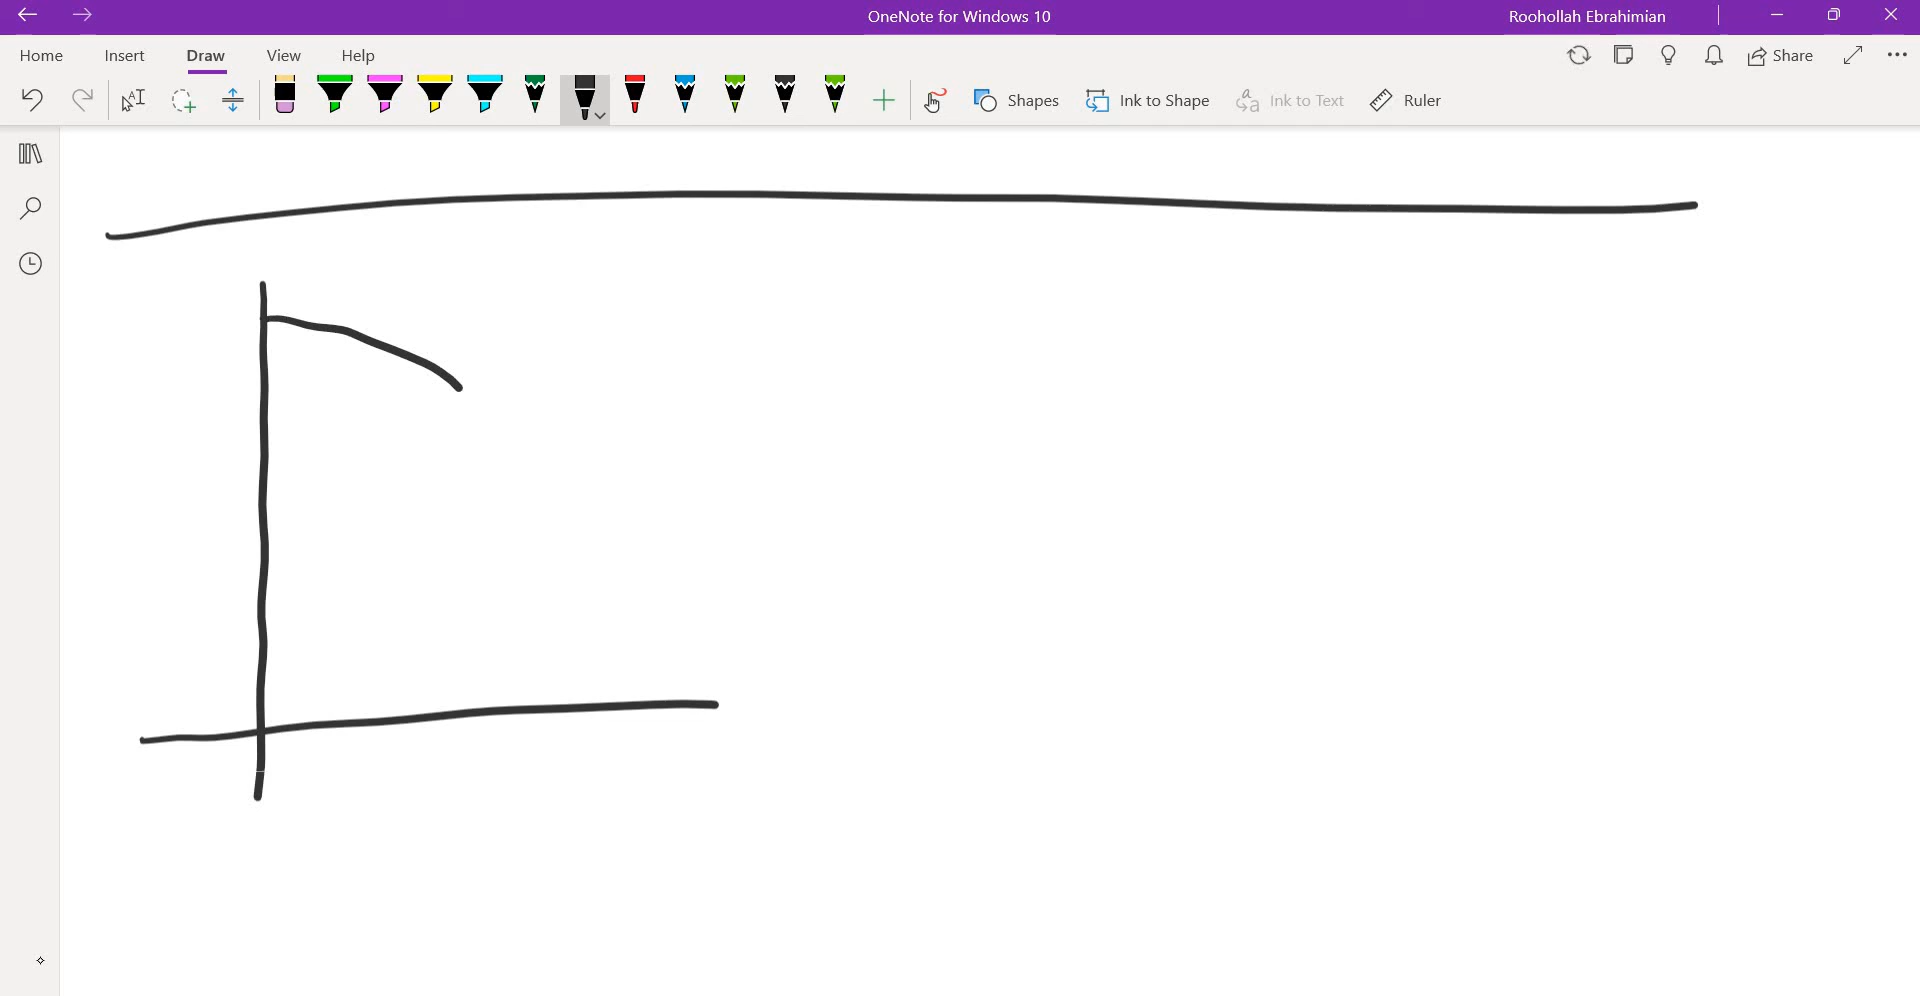 OneNote for Windows 10
Roohollah Ebrahimian
Home Insert Draw View Help
Share
Shapes Ink to Shape Ink to Text Ruler